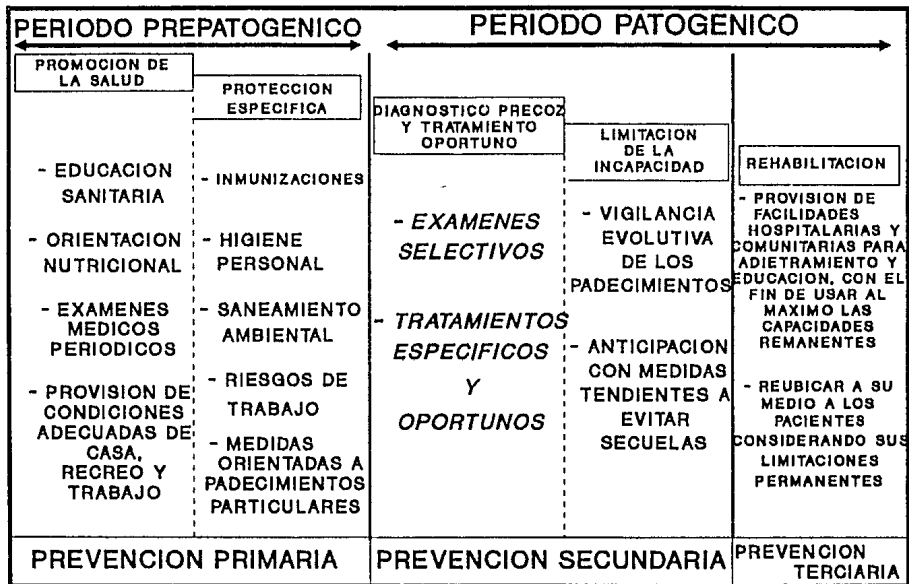 PERIODO PREPATOGENICO
PERIODO PATOGENICO
PROMOCION DE
LA SALUD
- EDUCACION
SANITARIA
- ORIENTACION
NUTRICIONAL
- EXAMENES
MEDICOS
PERIODICOS
- PROVISION DE
CONDICIONES
ADECUADAS DE
CASA,
RECREO Y
TRABAJO
PROTECCION
ESPECIFICA
- INMUNIZACIONES
- HIGIENE
PERSONAL
- SANEAMIENTO
AMBIENTAL
- RIESGOS DE
TRABAJO
- MEDIDAS
ORIENTADAS A
PADECIMIENTOS
PARTICULARES
DIAGNOSTICO PRECOZ
Y TRATAMIENTO
OPORTUNO
- EXAMENES
SELECTIVOS
- TRATAMIENTOS
ESPECIFICOS
Y
OPORTUNOS
LIMITACION
DE LA
INCAPACIDAD
- VIGILANCIA
EVOLUTIVA
DE LOS
PADECIMIENTOS
- ANTICIPACION
CON MEDIDAS
TENDIENTES A
EVITAR
SECUELAS
REHABILITACION
- PROVISION DE
FACILIDADES
HOSPITALARIAS Y
COMUNITARIAS PARA
ADIETRAMIENTO Y
EDUCACION, CON EL
FIN DE USAR AL
MAXIMO LAS
CAPACIDADES
REMANENTES
- REUBICAR A SU
MEDIO A LOS
PACIENTES
CONSIDERANDO SUS
LIMITACIONES
PERMANENTES
PREVENCION PRIMARIA
PREVENCION SECUNDARIA
PREVENCION
TERCIARIA